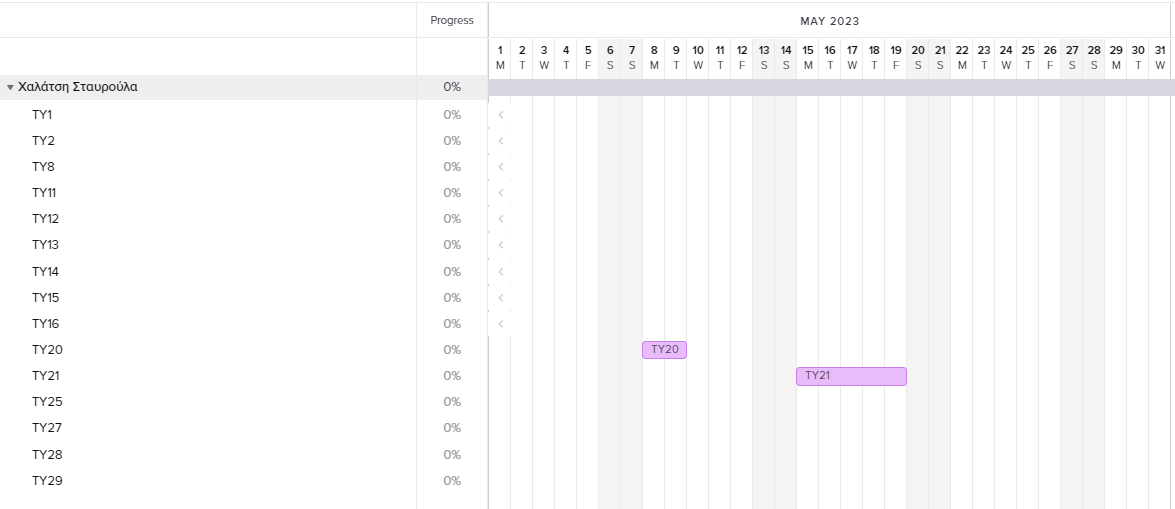 Progress MAY 2023
1 2 3 4 5 6 7 8 9 10 11 12 13 14 15 16 17 18 19 20 21 22 23 24 25 26 27 28 29 30 31
M T W T F S S M T W T F S S M T W T F S S M T W T F S S M T W
Χαλάτση Σταυρούλα 0%
TY1 0%
TY2 0%
TY8 0%
TY11 0%
TY12 0%
TY13 0%
TY14 0%
TY15 0%
TY16 0%
TY20 0% TY20
TY21 0% TY21
TY25 0%
TY27 0%
TY28 0%
TY29 0%